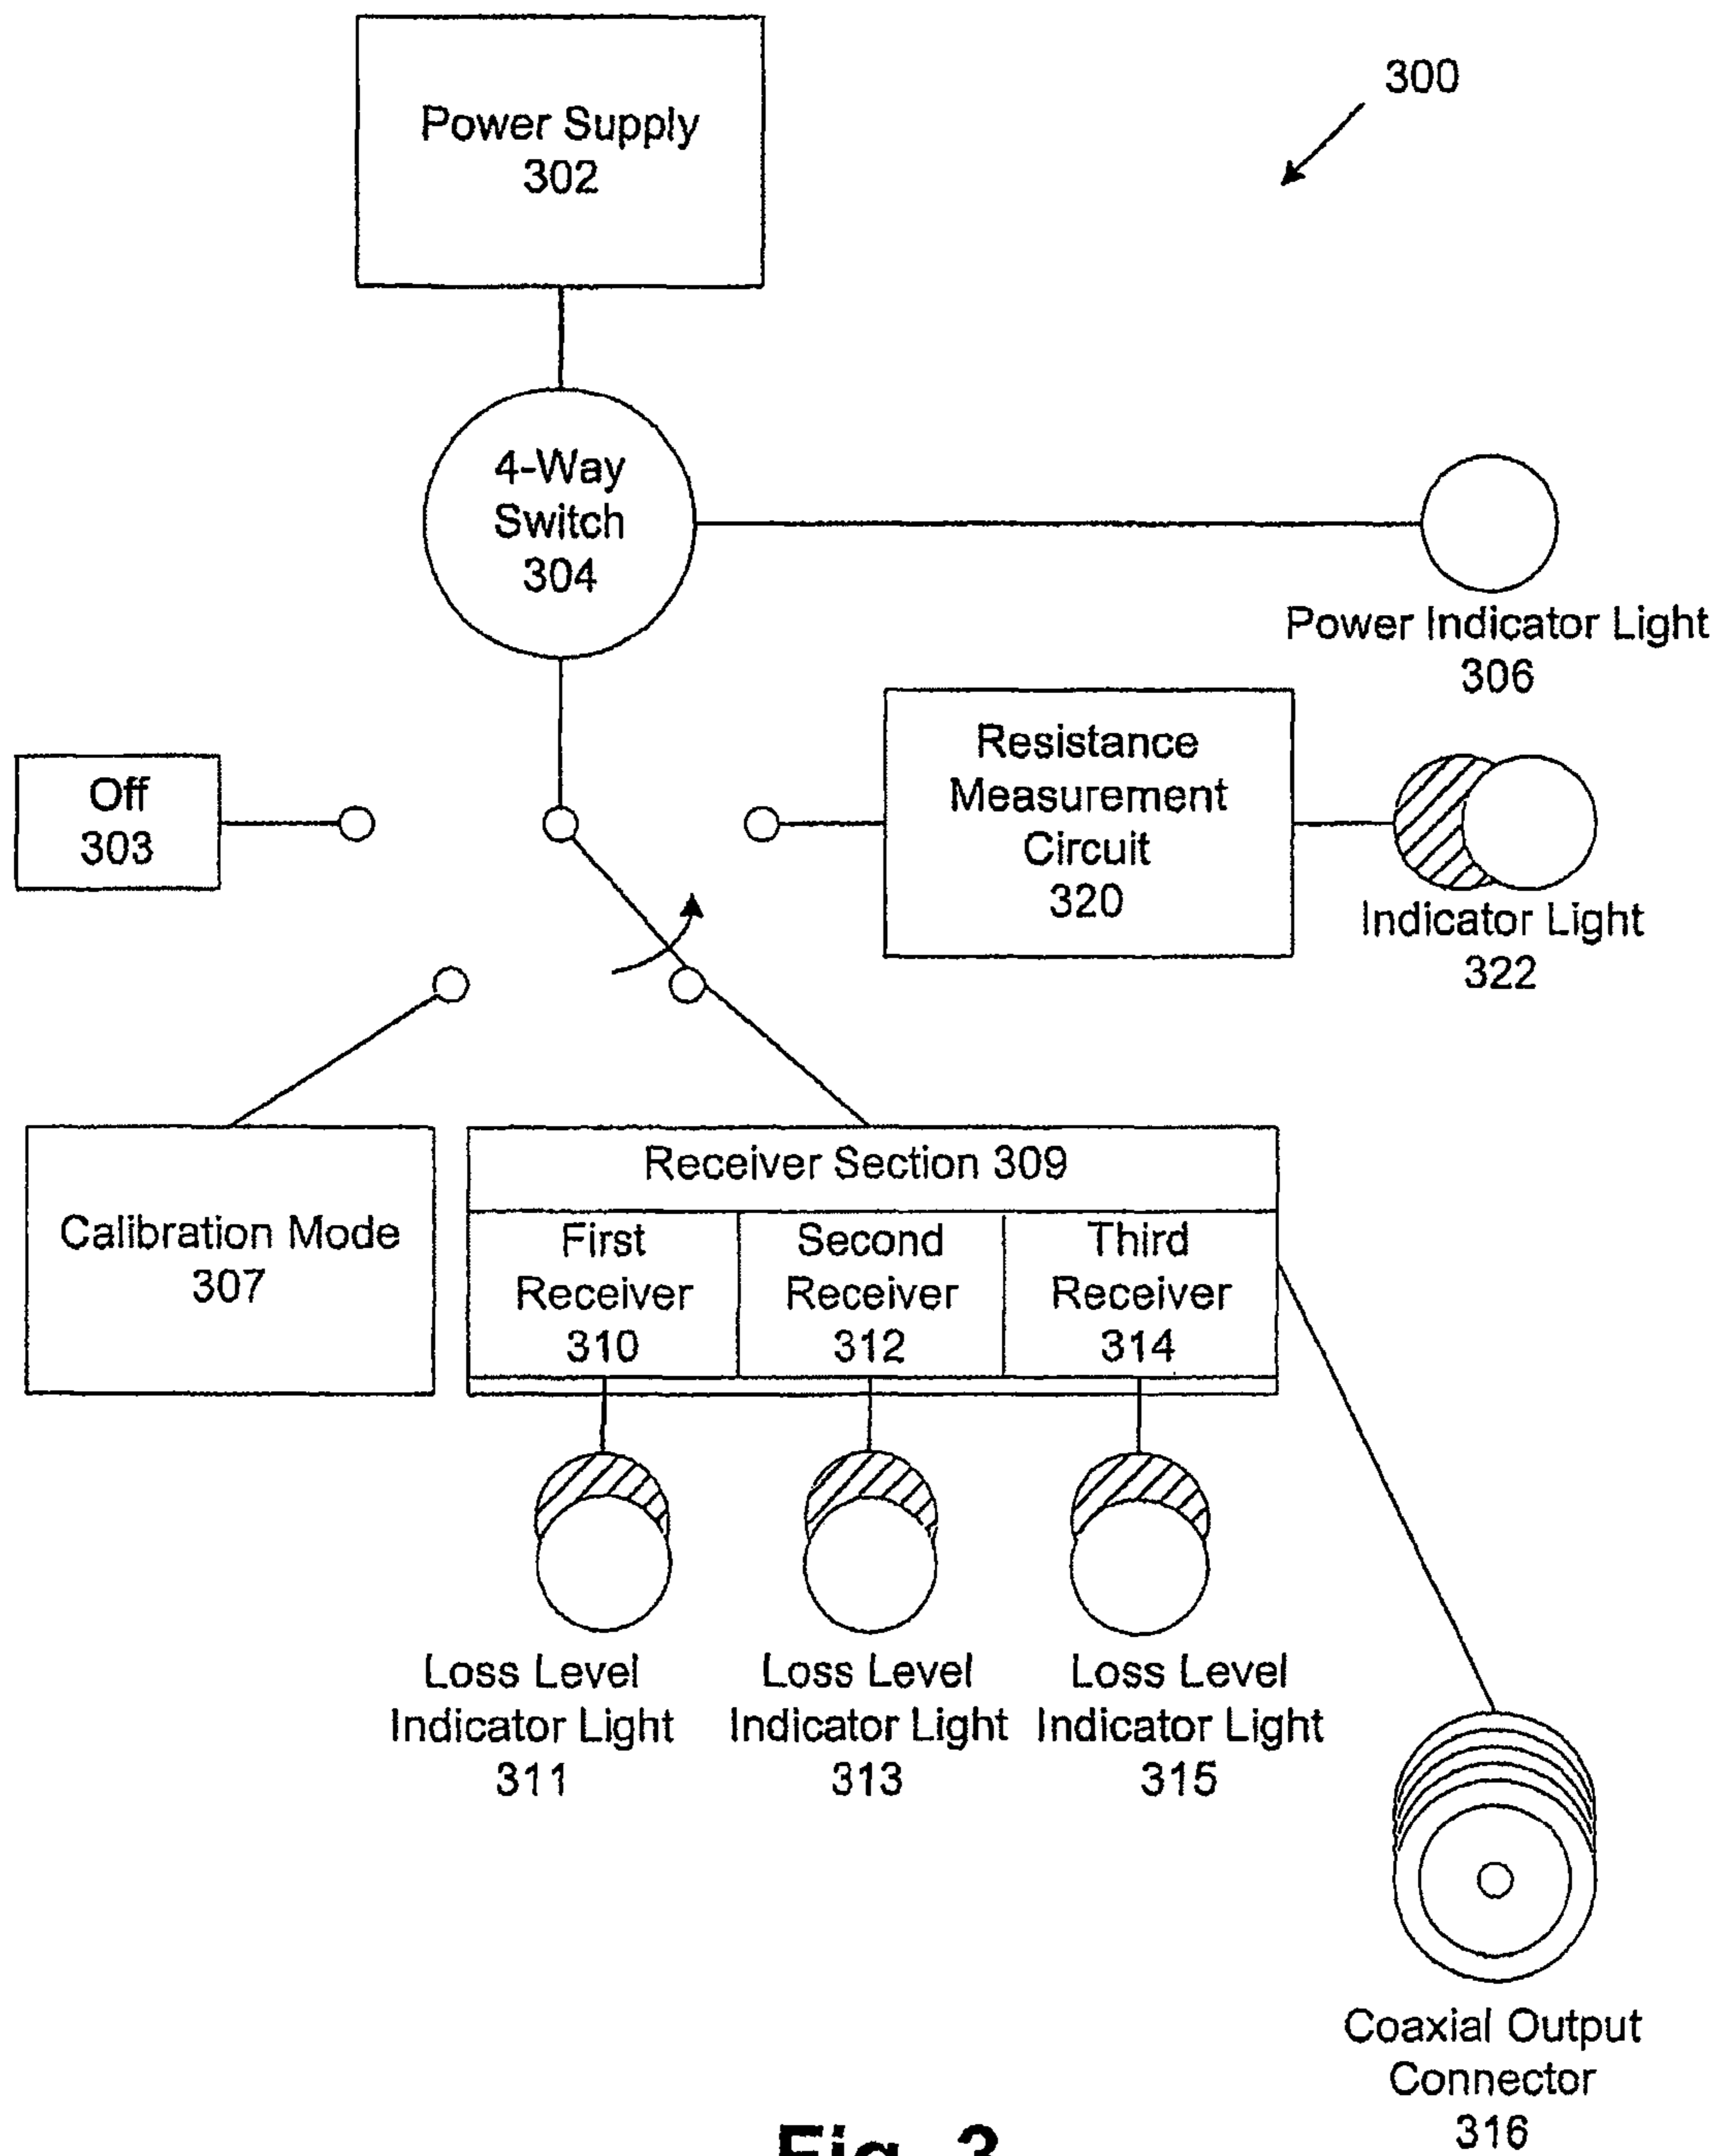 300
Power Supply
302
4-Way
Switch
304
Power Indicator Light
306
Off
303
Resistance
Measurement
Circuit
320
Indicator Light
322
Calibration Mode
307
Receiver Section 309
First
Receiver
310
Second
Receiver
312
Third
Receiver
314
Loss Level
Indicator Light
311
Loss Level
Indicator Light
313
Loss Level
Indicator Light
315
Coaxial Output
Connector
316
Fig. 3